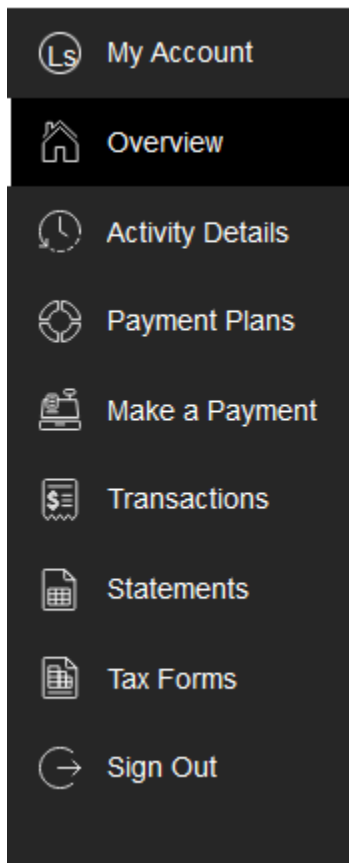 Ls My Account
Overview
Activity Details
Payment Plans
Make a Payment
$ Transactions
Statements
Tax Forms
Sign Out